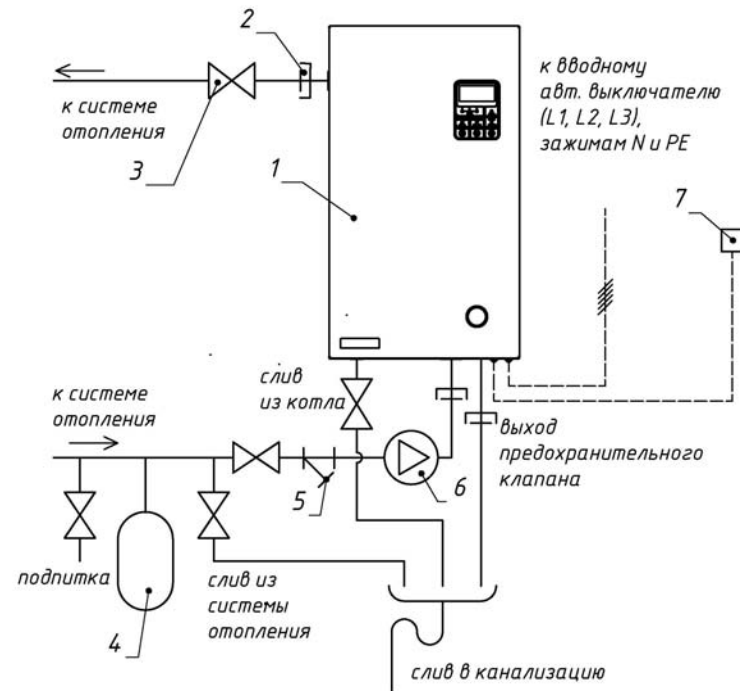 2
к системе
отопления
3
1
к вводному
авт. выключателю
(L1, L2, L3),
зажимам N и PE
7
слив
из котла
к системе
отопления
выход
предохранительного
клапана
5
6
подпитка
4
слив из
системы
отопления
слив в канализацию